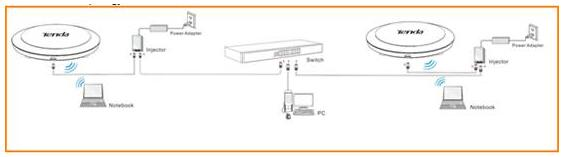 Tenda
Power Adapter
Injector
Notebook
Switch
PC
Tenda
Power Adapter
Injector
Notebook